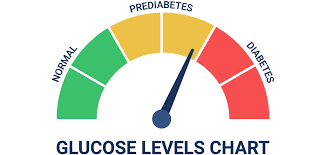 PREDIABETES
NORMAL
DIABETES
GLUCOSE LEVELS CHART